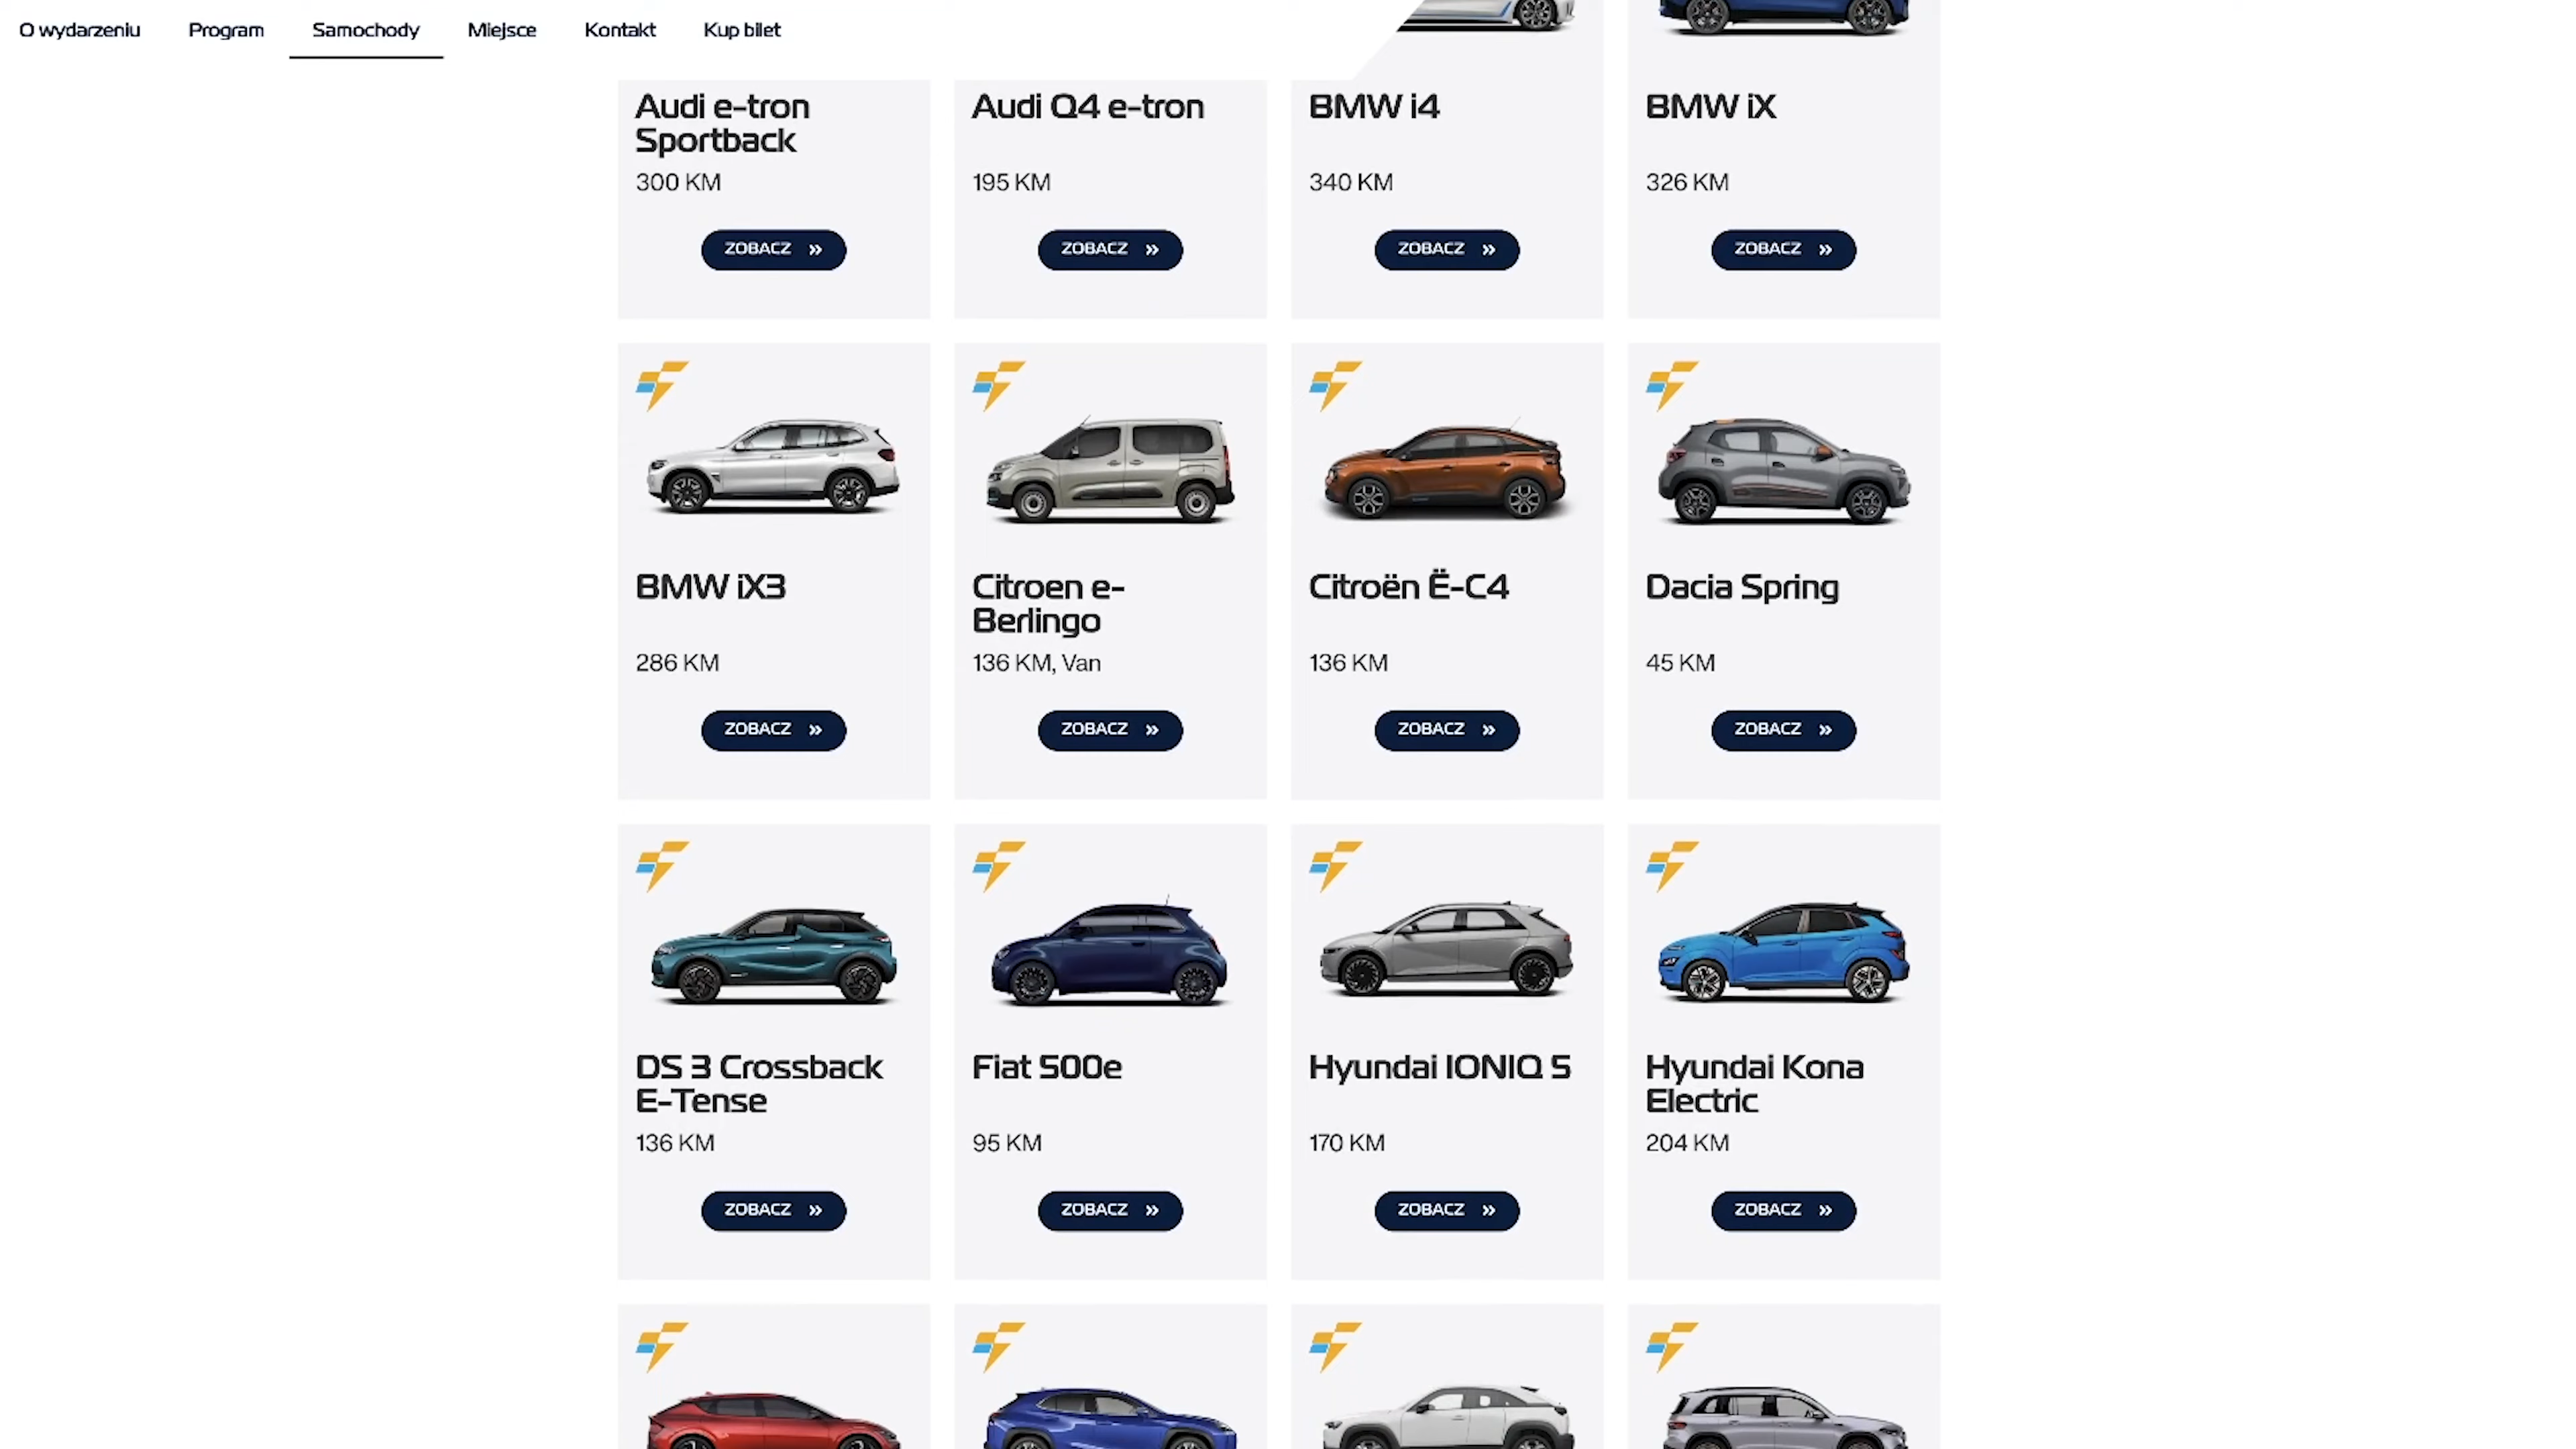 O wydarzeniu Program Samochody Miejsce Kontakt Kup bilet
Audi e-tron
Sportback
300 KM
ZOBACZ »
Audi Q4 e-tron
195 KM
ZOBACZ »
BMW i4
340 KM
ZOBACZ »
BMW iX
326 KM
ZOBACZ »
BMW iX3
286 KM
ZOBACZ »
Citroen e-
Berlingo
136 KM, Van
ZOBACZ »
Citroën Ë-C4
136 KM
ZOBACZ »
Dacia Spring
45 KM
ZOBACZ »
DS 3 Crossback
E-Tense
136 KM
ZOBACZ »
Fiat 500e
95 KM
ZOBACZ »
Hyundai IONIQ 5
170 KM
ZOBACZ »
Hyundai Kona
Electric
204 KM
ZOBACZ »